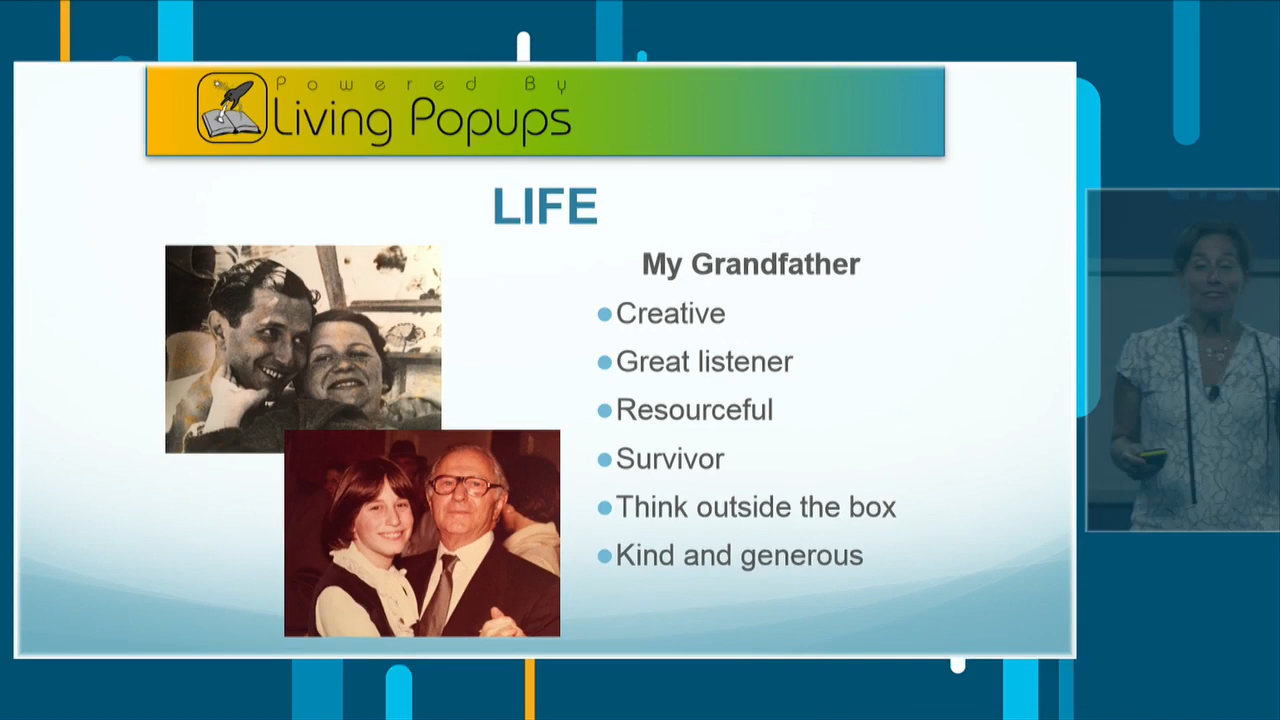 Powered By
Living Popups
LIFE
My Grandfather
Creative
Great listener
Resourceful
Survivor
Think outside the box
Kind and generous